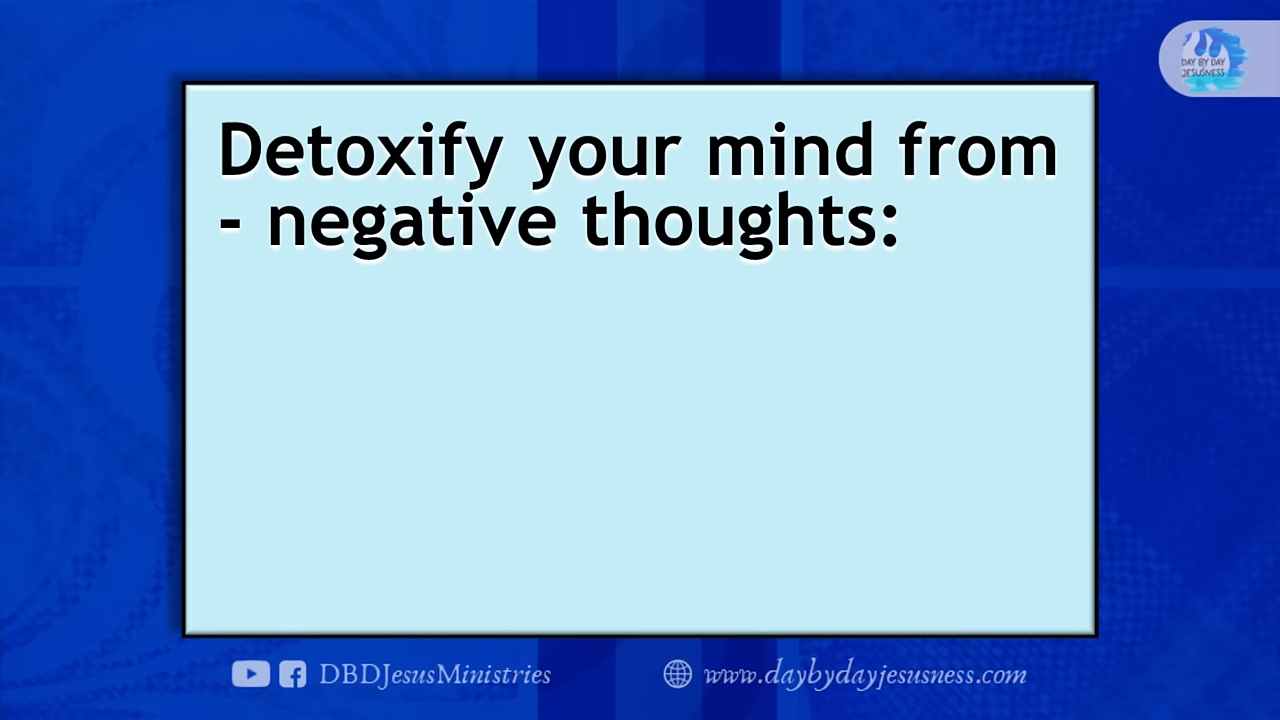 DAY BY DAY
JESUSNESS
Detoxify your mind from
- negative thoughts:
DBDJesusMinistries
www.daybydayjesusness.com